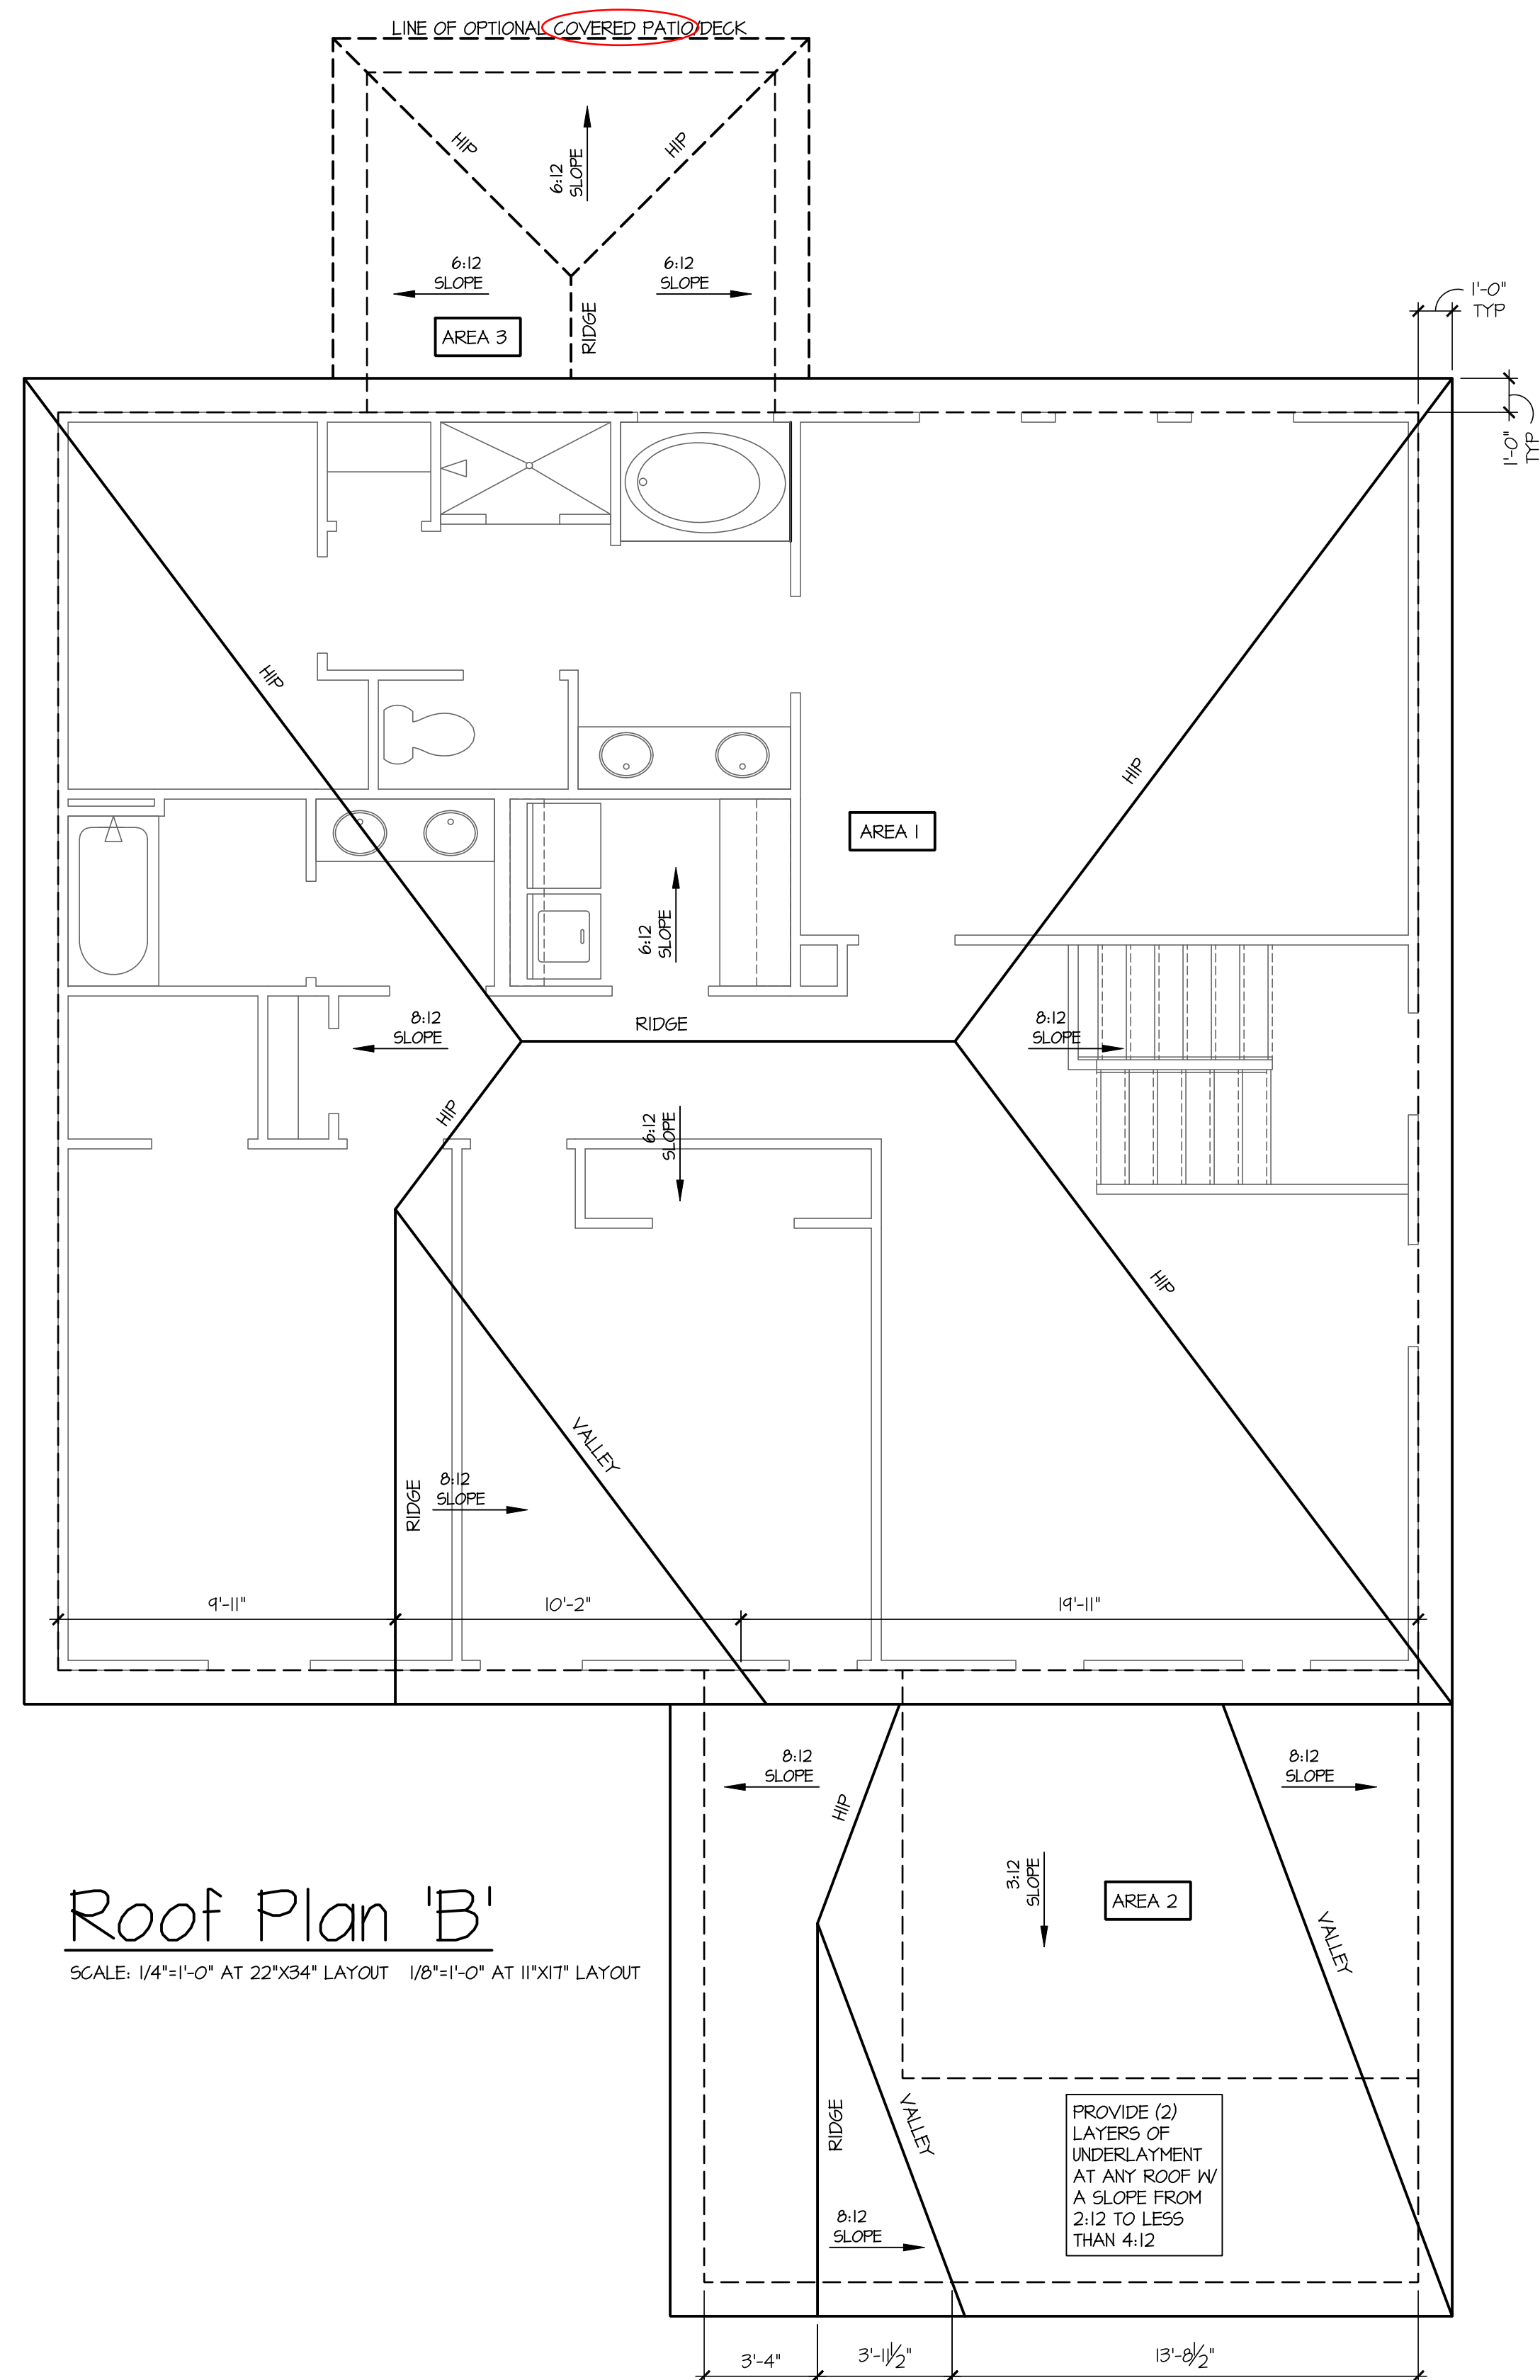 LINE OF OPTIONAL COVERED PATIO/DECK
HIP
HIP
6:12
SLOPE
6:12
SLOPE
6:12
SLOPE
AREA 3
RIDGE
1'-0"
TYP
1'-0"
TYP
HIP
HIP
AREA 1
6:12
SLOPE
8:12
SLOPE
RIDGE
8:12
SLOPE
HIP
6:12
SLOPE
HIP
VALLEY
RIDGE
8:12
SLOPE
9'-11"
10'-2"
19'-11"
8:12
SLOPE
8:12
SLOPE
HIP
3:12
SLOPE
AREA 2
VALLEY
Roof Plan 'B'
SCALE: 1/4"=1'-0" AT 22"X34" LAYOUT 1/8"=1'-0" AT 11"X17" LAYOUT
RIDGE
VALLEY
PROVIDE (2)
LAYERS OF
UNDERLAYMENT
AT ANY ROOF W/
A SLOPE FROM
2:12 TO LESS
THAN 4:12
8:12
SLOPE
3'-4"
3'-11 1/2"
13'-8 1/2"